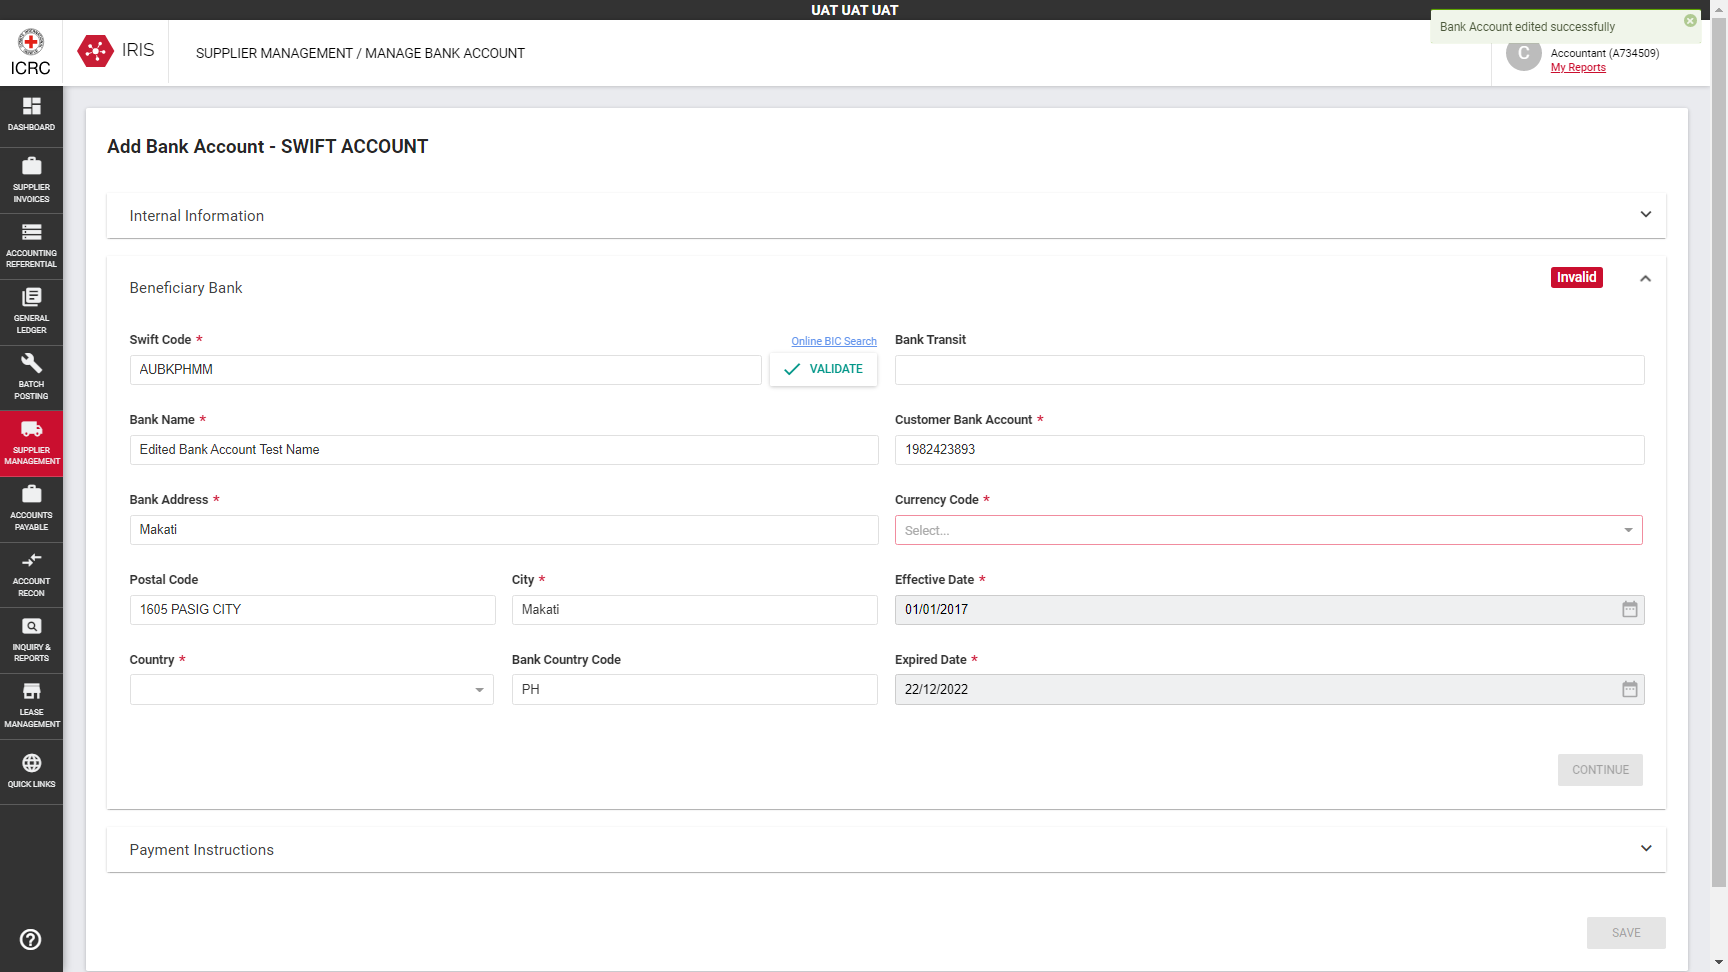 UAT UAT UAT
Bank Account edited successfully
ICRC
IRIS
SUPPLIER MANAGEMENT / MANAGE BANK ACCOUNT
C
Accountant (A734509)
My Reports
DASHBOARD
SUPPLIER
INVOICES
ACCOUNTING
REFERENTIAL
GENERAL
LEDGER
BATCH
POSTING
SUPPLIER
MANAGEMENT
ACCOUNTS
PAYABLE
ACCOUNT
RECON
INQUIRY &
REPORTS
LEASE
MANAGEMENT
QUICK LINKS
Add Bank Account - SWIFT ACCOUNT
Internal Information
Beneficiary Bank
Invalid
Swift Code *
Online BIC Search
Bank Transit
AUBKPHMM
VALIDATE
Bank Name *
Customer Bank Account *
Edited Bank Account Test Name
1982423893
Bank Address *
Currency Code *
Makati
Select...
Postal Code
City *
Effective Date *
1605 PASIG CITY
Makati
01/01/2017
Country *
Bank Country Code
Expired Date *
PH
22/12/2022
CONTINUE
Payment Instructions
SAVE